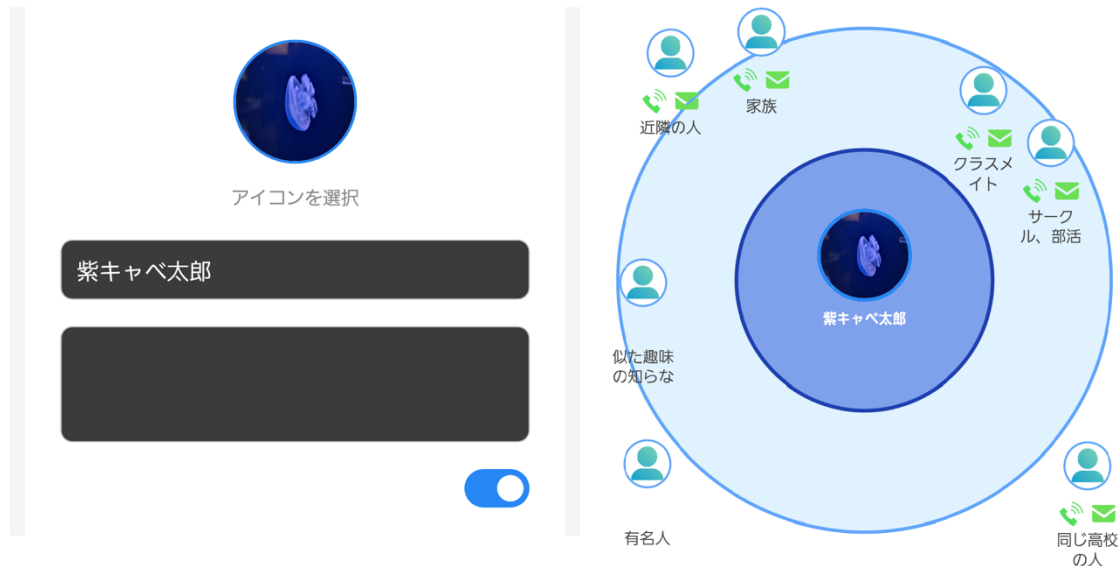 アイコンを選択
紫キャベ太郎
近隣の人
家族
クラスメ
イト
サーク
ル、部活
紫キャベ太郎
似た趣味
の知らな
有名人
同じ高校
の人